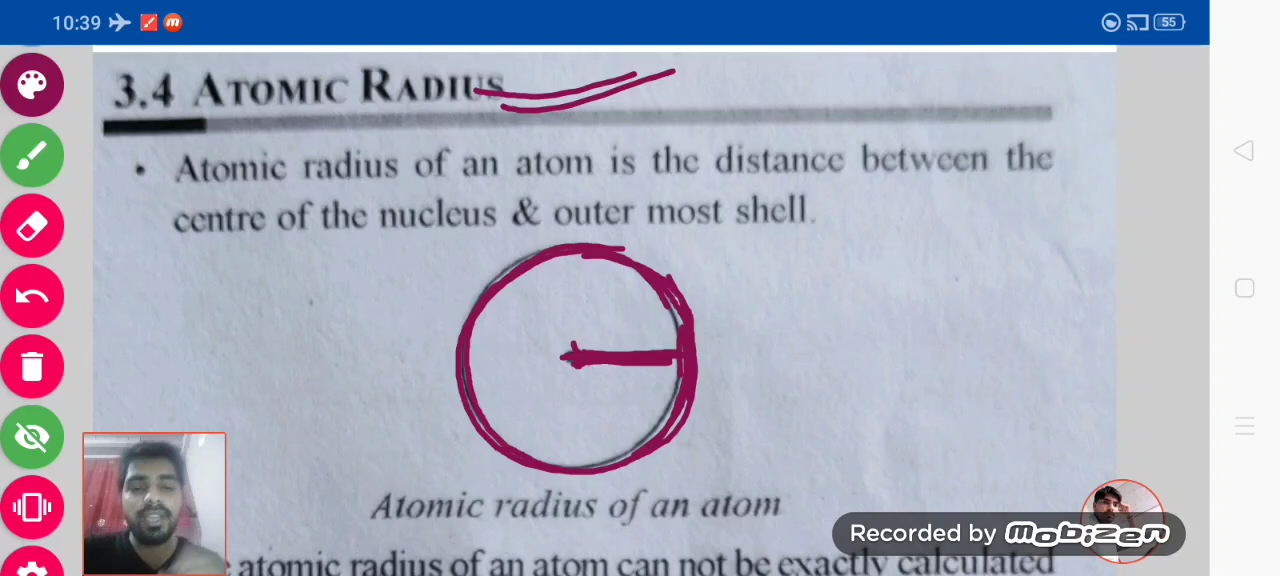 10:39
55
3.4 ATOMIC RADIUS
• Atomic radius of an atom is the distance between the
centre of the nucleus & outer most shell.
Atomic radius of an atom
atomic radius of an atom can not be exactly calculated
Recorded by mobizen